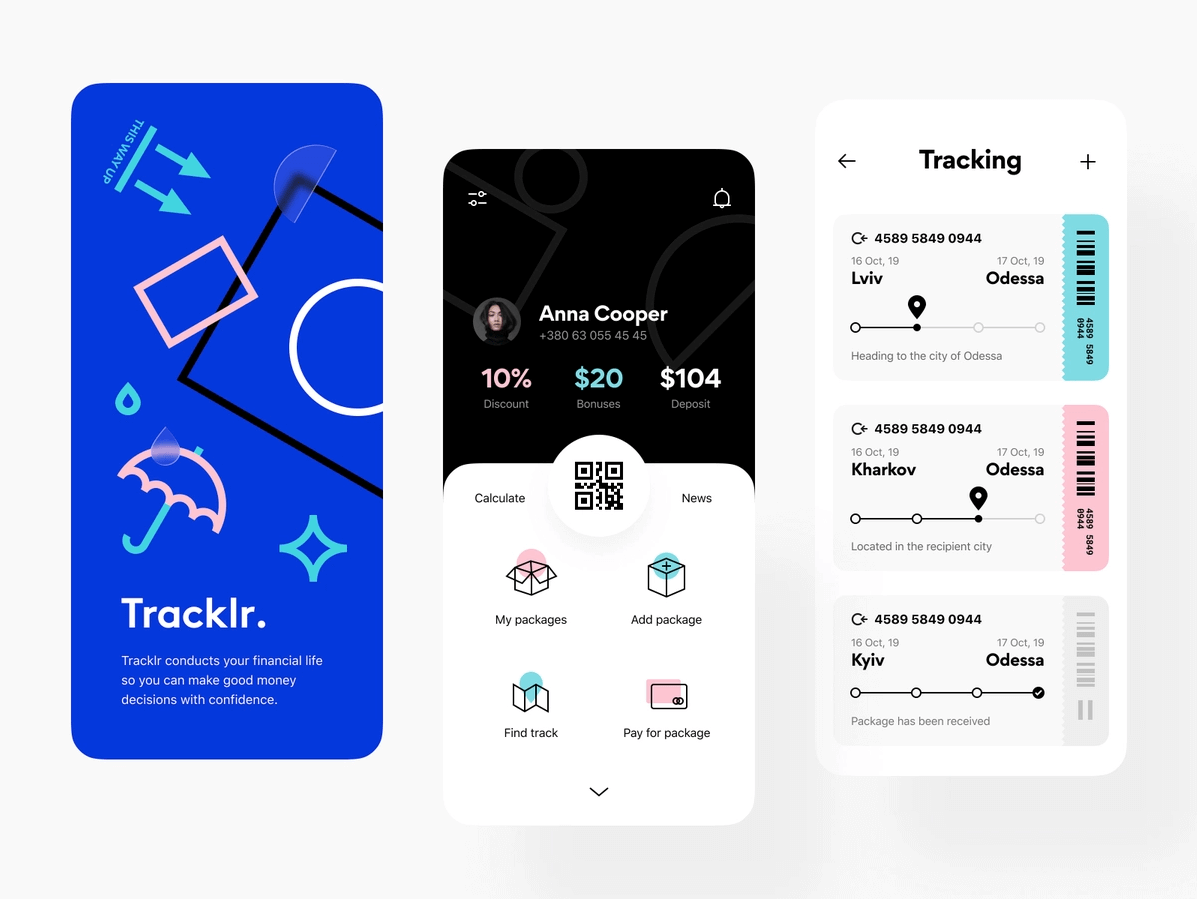 THIS WAY UP
Tracklr.
Tracklr conducts your financial life
so you can make good money
decisions with confidence.
Anna Cooper
+380 63 055 45 45
10%
$20
$104
Discount
Bonuses
Deposit
Calculate
News
My packages
Add package
Find track
Pay for package
Tracking
4589 5849 0944
16 Oct, 19
17 Oct, 19
Lviv
Odessa
Heading to the city of Odessa
4589 5849
0944
4589 5849 0944
16 Oct, 19
17 Oct, 19
Kharkov
Odessa
Located in the recipient city
4589 5849
0944
4589 5849 0944
16 Oct, 19
17 Oct, 19
Kyiv
Odessa
Package has been received